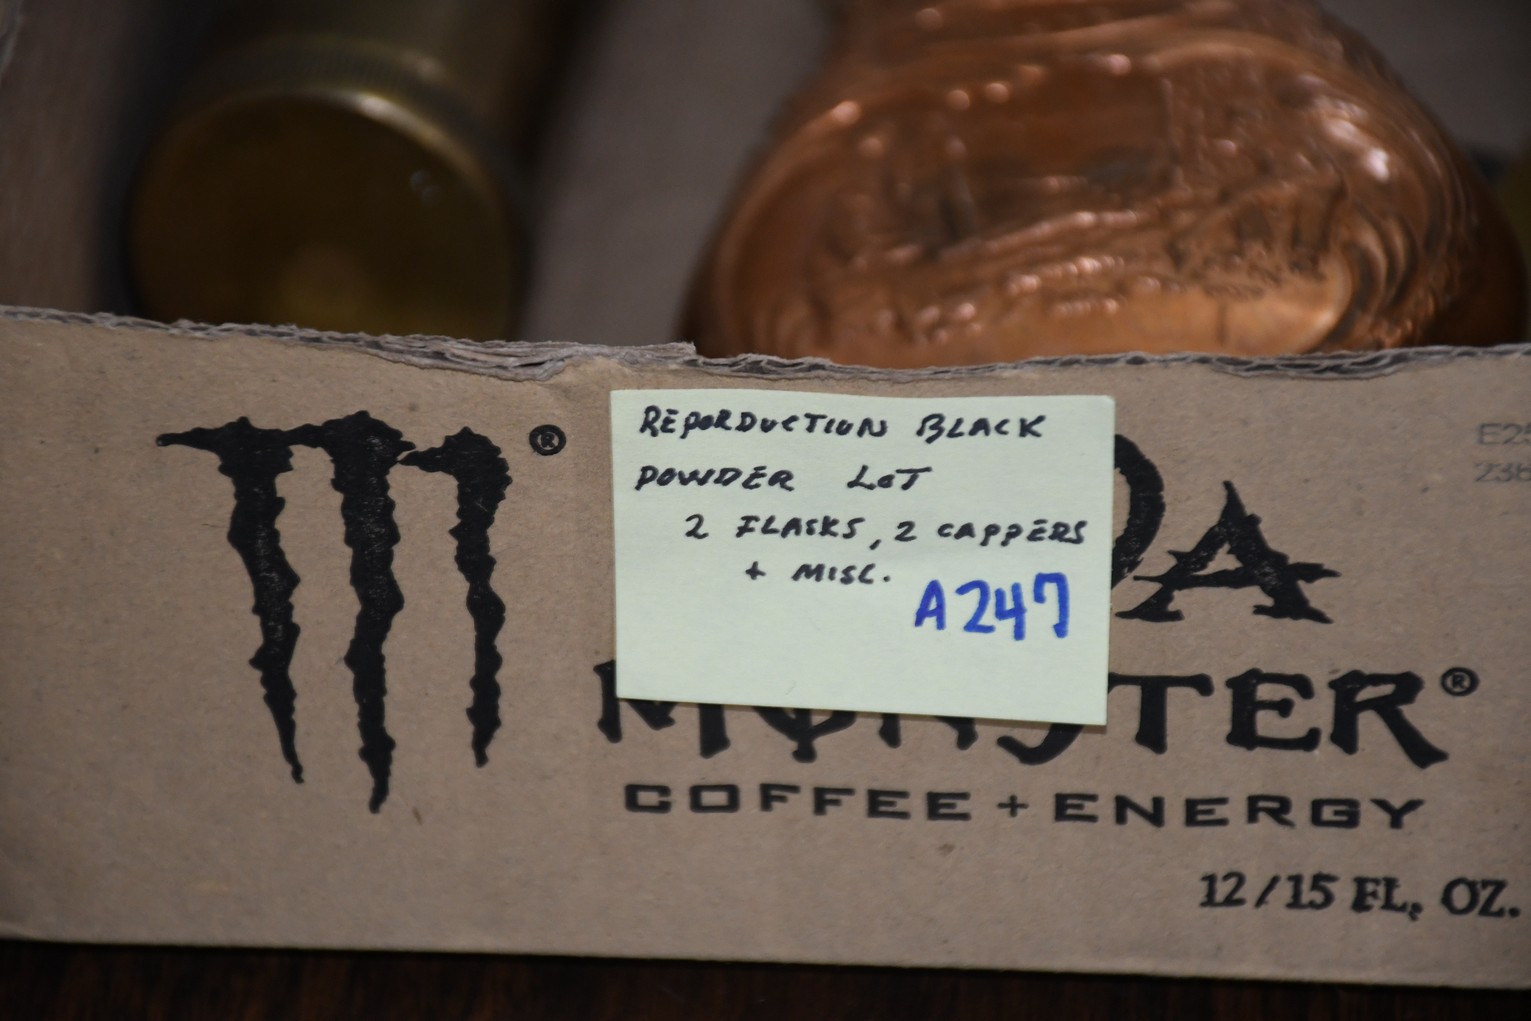 REPORDUCTION BLACK
POWDER LOT
2 FLASKS, 2 CAPPERS
+ MISC.
A247
®
MONSTER®
COFFEE + ENERGY
12/15 FL. OZ.